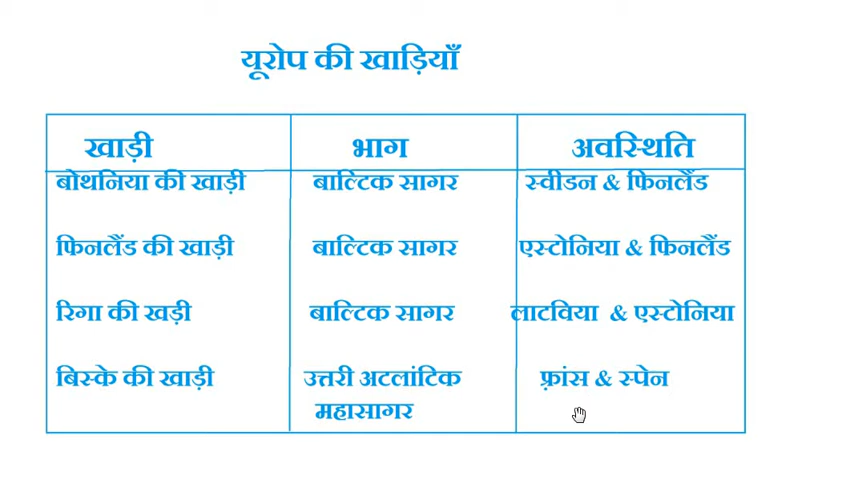 यूरोप की खाड़ियाँ
खाड़ी भाग अवस्थिति
बोथनिया की खाड़ी बाल्टिक सागर स्वीडन & फिनलैंड
फिनलैंड की खाड़ी बाल्टिक सागर एस्टोनिया & फिनलैंड
रिगा की खड़ी बाल्टिक सागर लाटविया & एस्टोनिया
बिस्के की खाड़ी उत्तरी अटलांटिक फ़्रांस & स्पेन
महासागर